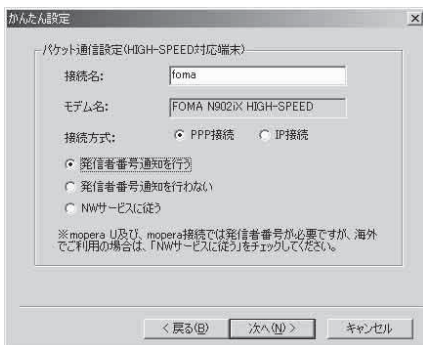 かんたん設定
パケット通信設定(HIGH-SPEED対応端末)
接続名: foma
モデム名: FOMA N902iX HIGH-SPEED
接続方式: PPP接続 IP接続
発信者番号通知を行う
発信者番号通知を行わない
NWサービスに従う
※mopera U及び、mopera接続では発信者番号が必要ですが、海外
でご利用の場合は、「NWサービスに従う」をチェックしてください。
< 戻る(B) 次へ(N) > キャンセル